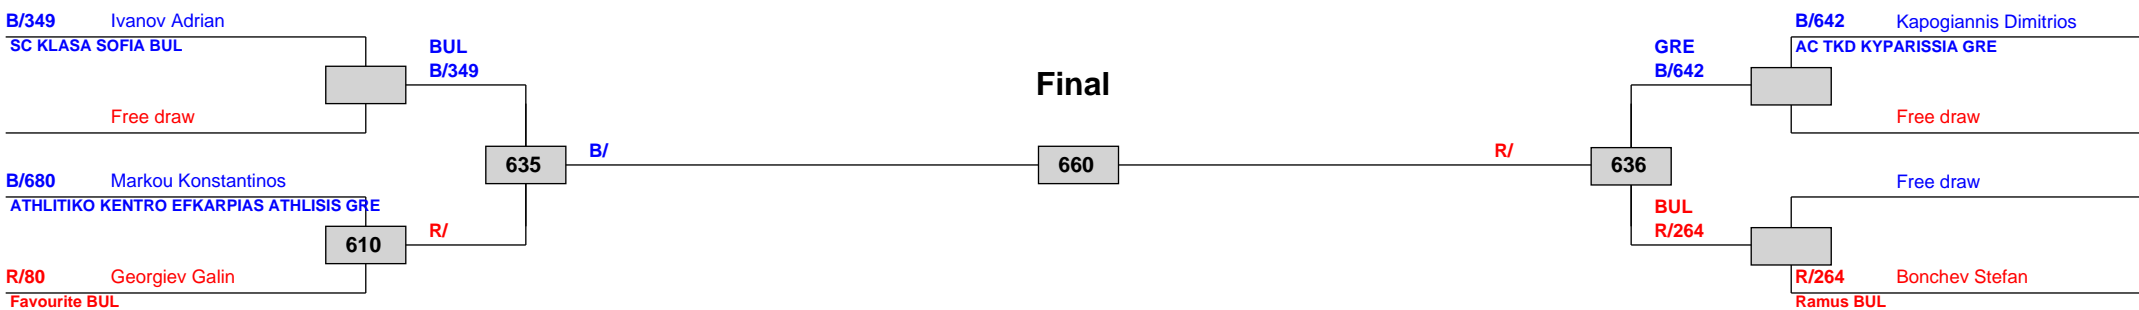 B/349 Ivanov Adrian
SC KLASA SOFIA BUL
BUL
B/349
Free draw
635
B/
B/680 Markou Konstantinos
ATHLITIKO KENTRO EFKARPIAS ATHLISIS GRE
610
R/
R/80 Georgiev Galin
Favourite BUL
Final
660
B/642 Kapogiannis Dimitrios
AC TKD KYPARISSIA GRE
GRE
B/642
Free draw
R/
636
Free draw
BUL
R/264
R/264 Bonchev Stefan
Ramus BUL